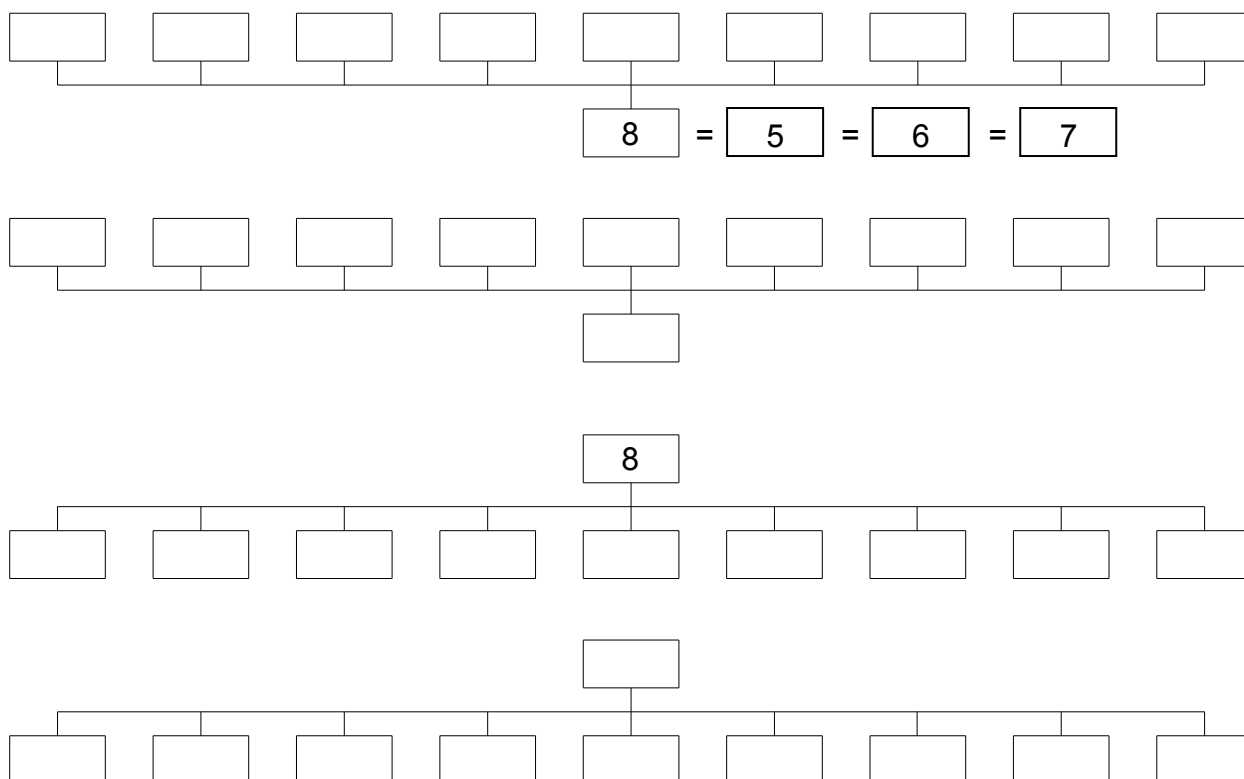 8 = 5 = 6 = 7
8